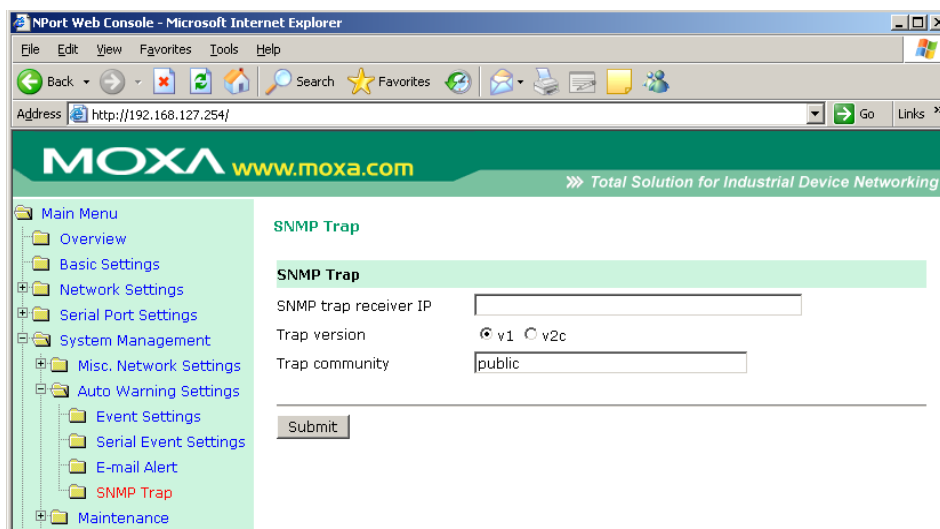 NPort Web Console - Microsoft Internet Explorer
File Edit View Favorites Tools Help
Back Search Favorites
Address http://192.168.127.254/ Go Links »
MOXA www.moxa.com
Total Solution for Industrial Device Networking
Main Menu
Overview
Basic Settings
Network Settings
Serial Port Settings
System Management
Misc. Network Settings
Auto Warning Settings
Event Settings
Serial Event Settings
E-mail Alert
SNMP Trap
Maintenance
SNMP Trap
SNMP Trap
SNMP trap receiver IP
Trap version v1 v2c
Trap community public
Submit